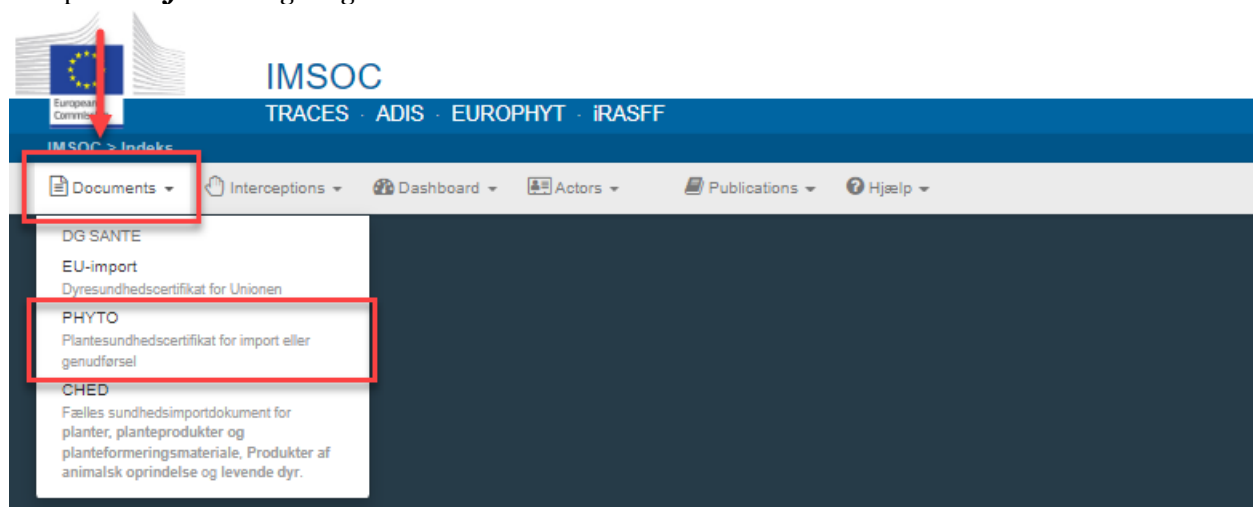 IMSOC
European
TRACES · ADIS · EUROPHYT · iRASFF
IMSOC > Indeks
Documents Interceptions Dashboard Actors Publications Hjælp
DG SANTE
EU-import
Dyresundhedscertifikat for Unionen
PHYTO
Plantesundhedscertifikat for import eller
genudførsel
CHED
Fælles sundhedsimportdokument for
planter, planteprodukter og
planteformeringsmateriale, Produkter af
animalsk oprindelse og levende dyr.